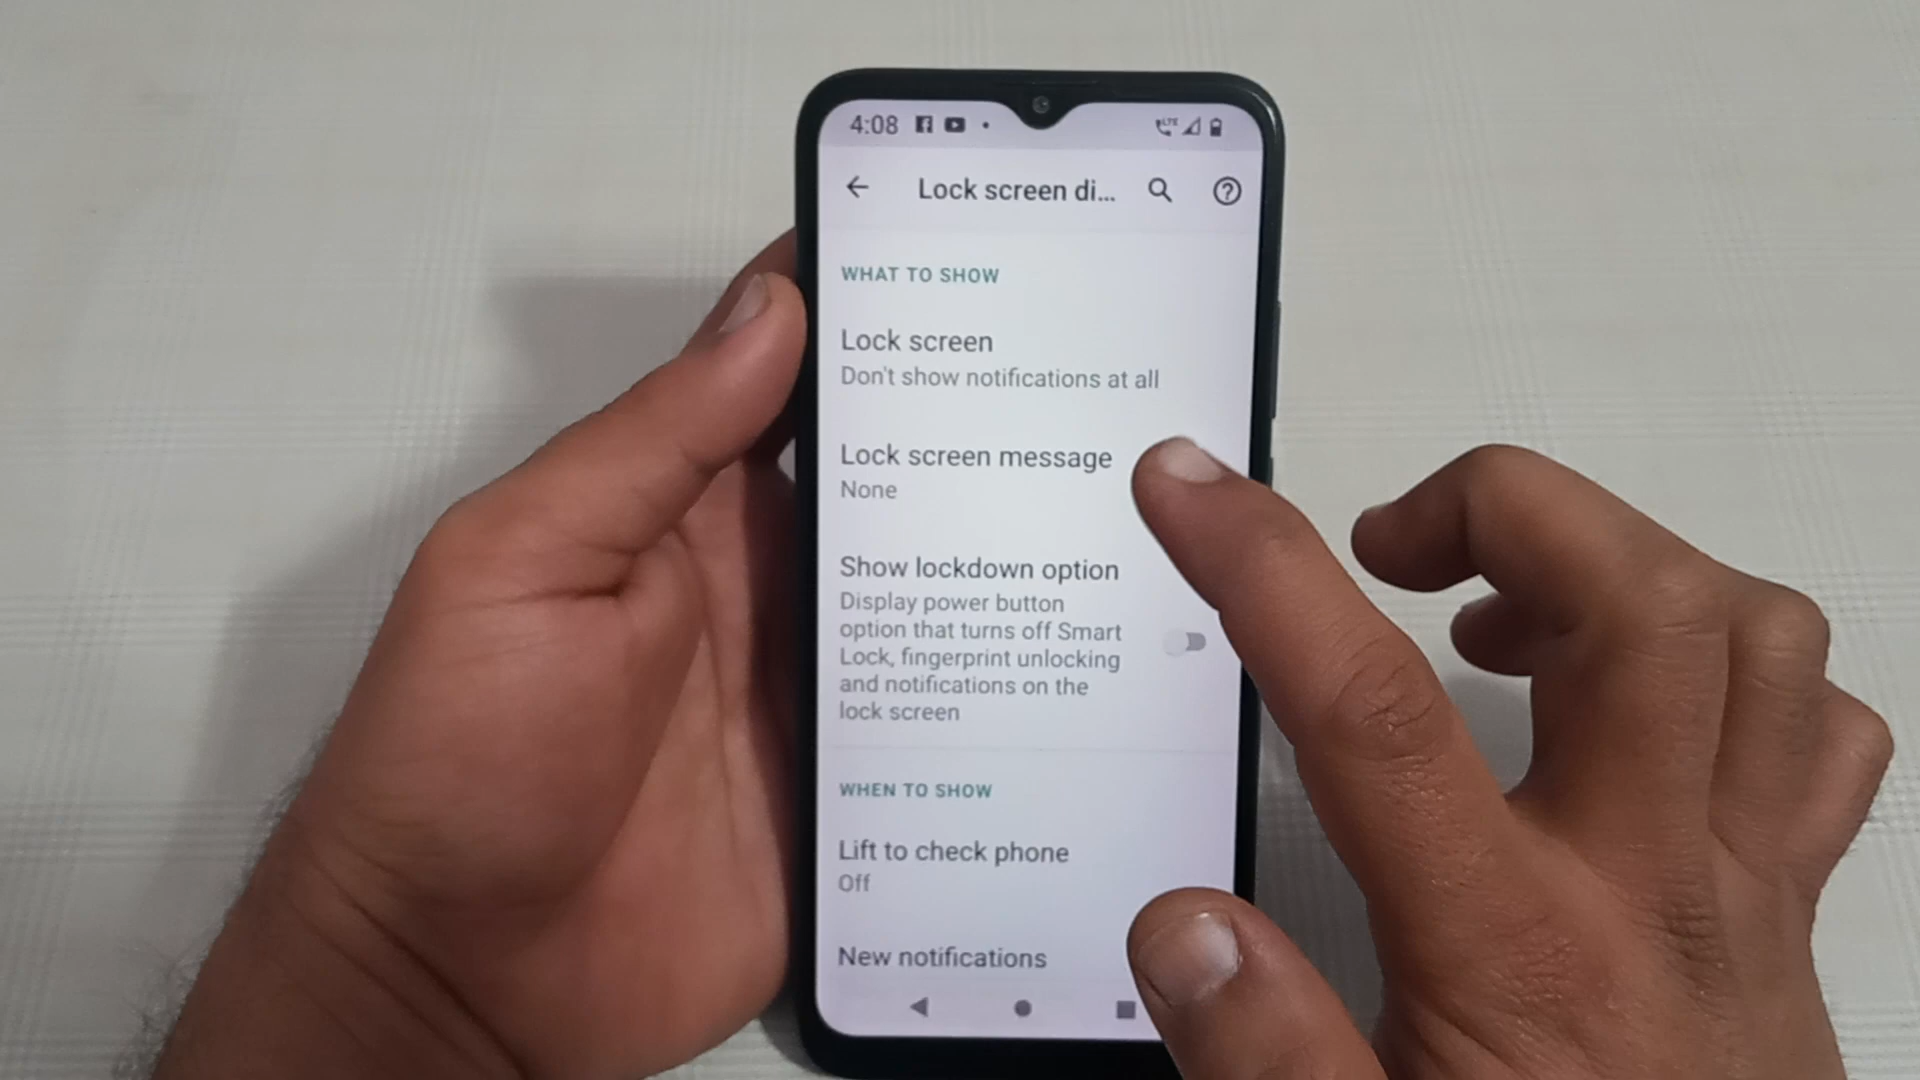 4:08
LTE
Lock screen di...
WHAT TO SHOW
Lock screen
Don't show notifications at all
Lock screen message
None
Show lockdown option
Display power button
option that turns off Smart
Lock, fingerprint unlocking
and notifications on the
lock screen
WHEN TO SHOW
Lift to check phone
Off
New notifications